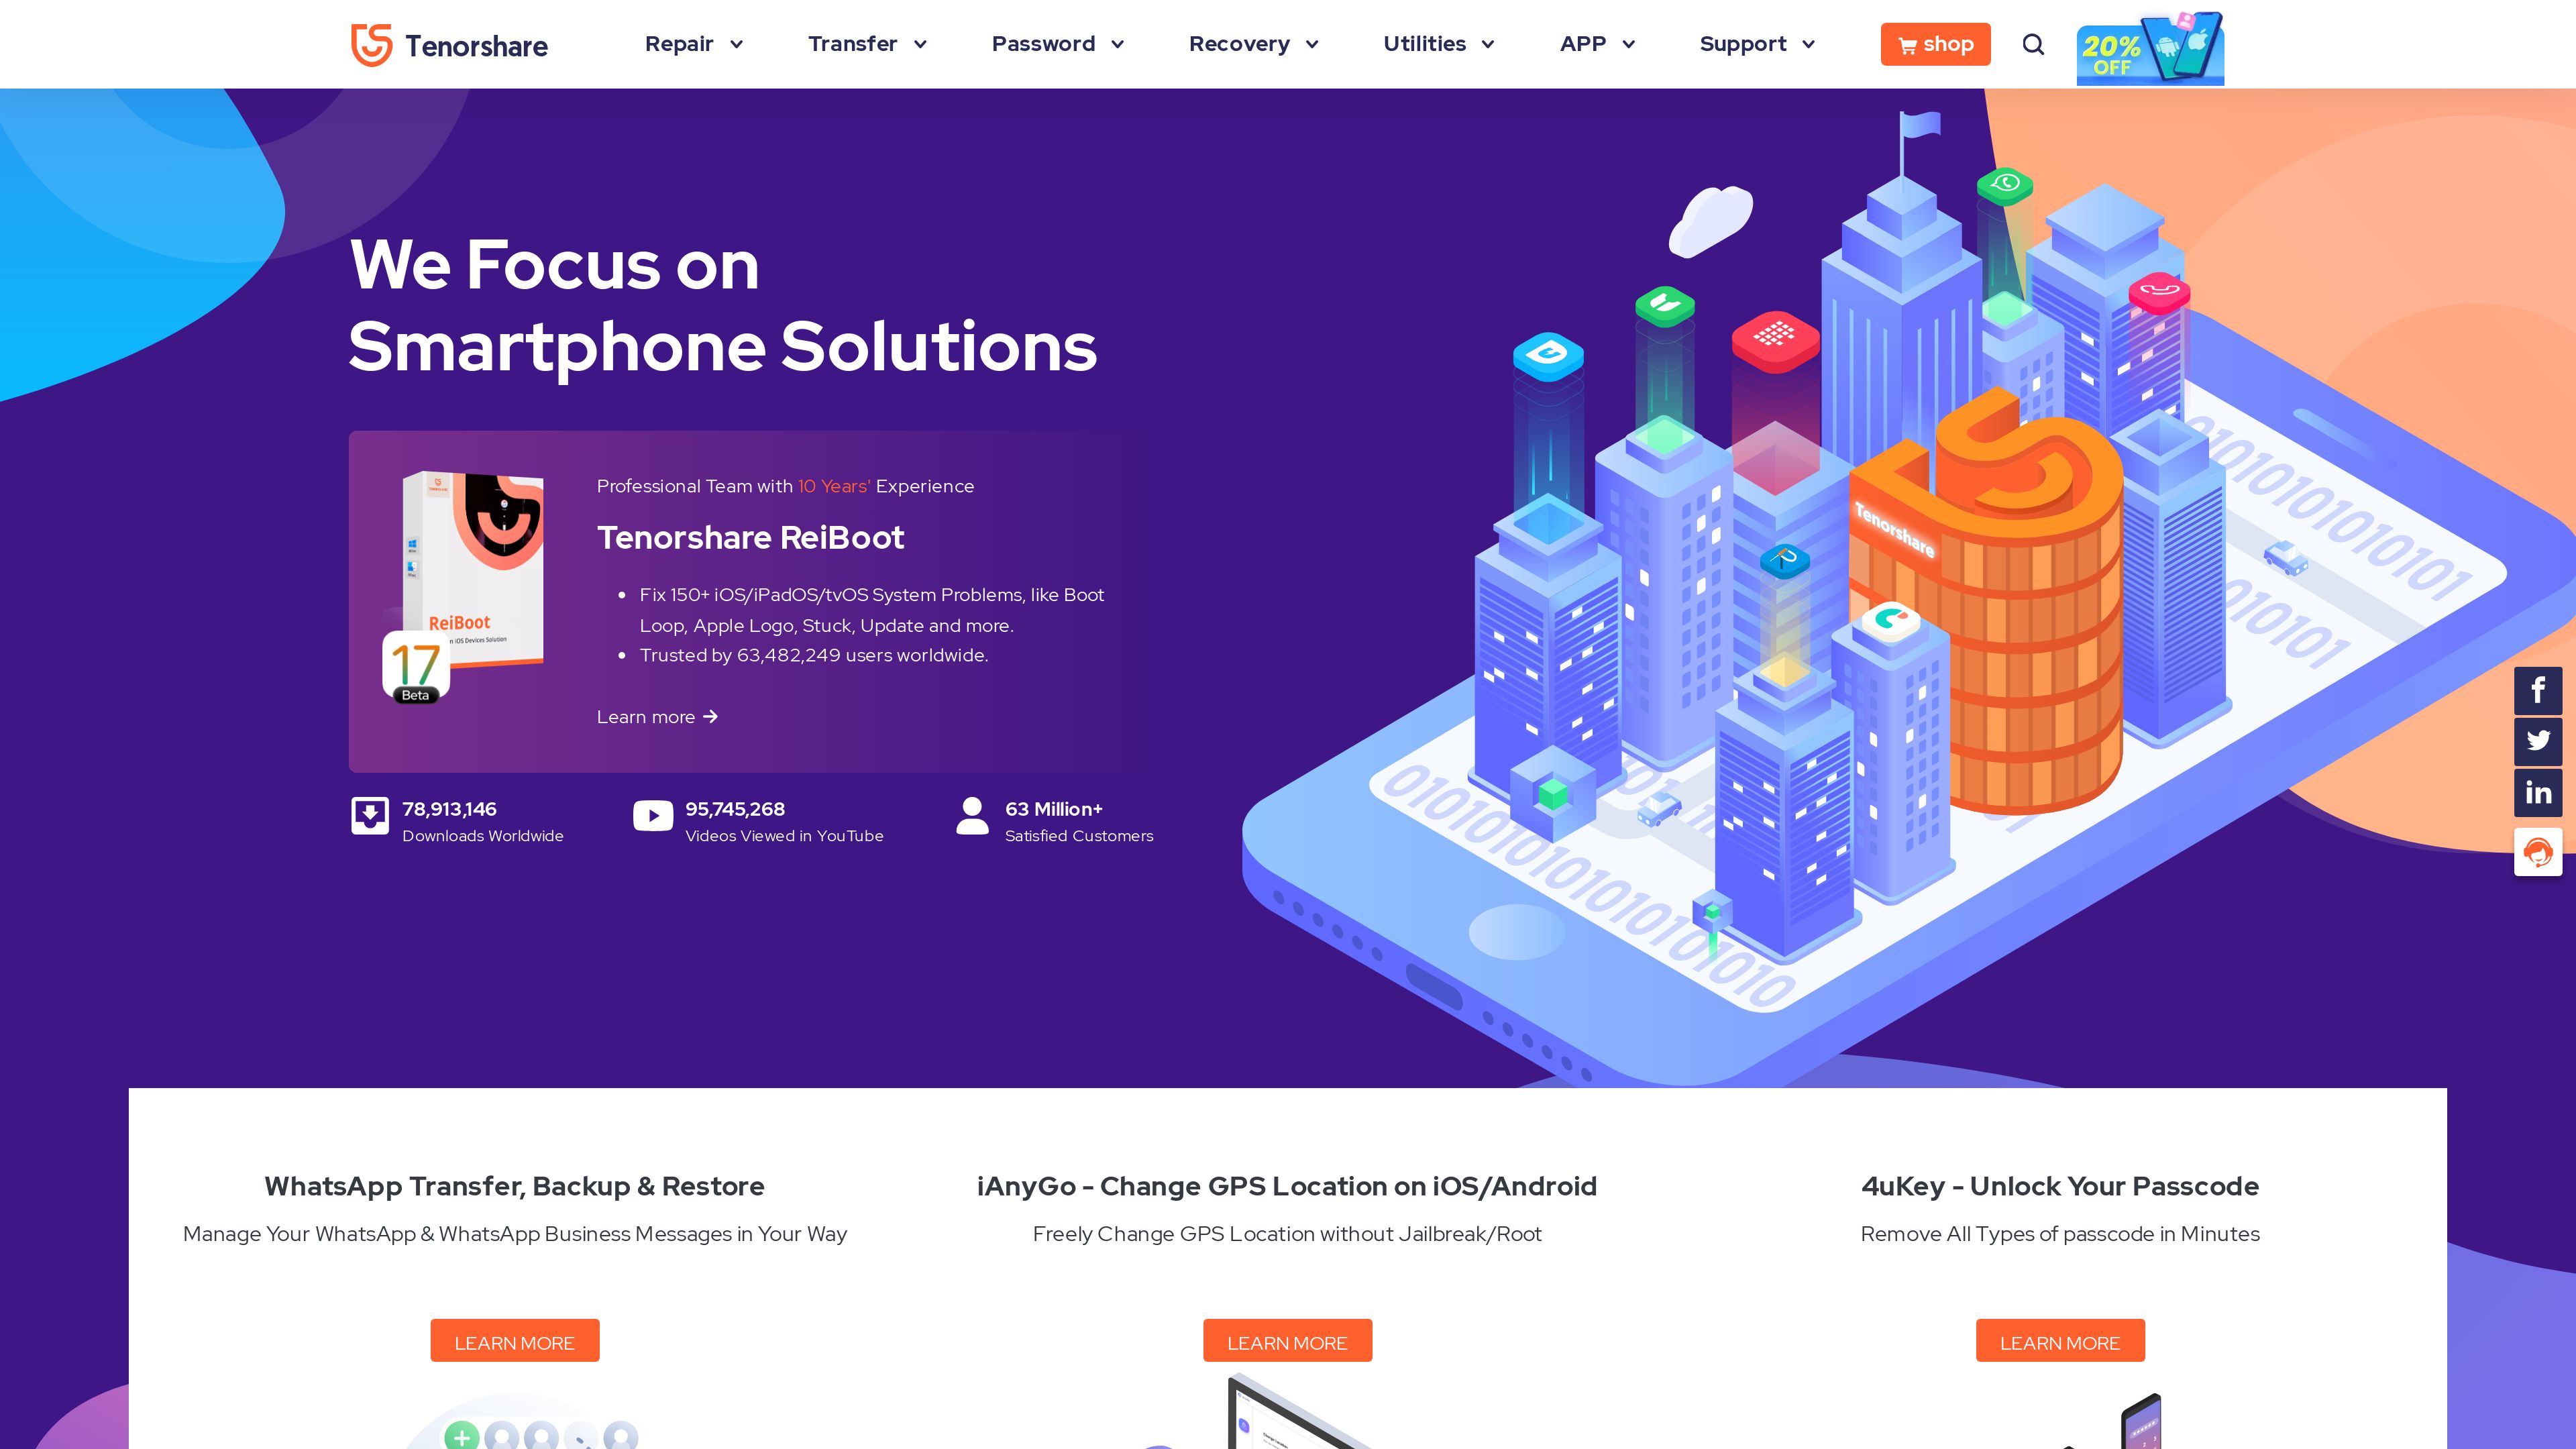 Tenorshare
Repair
Transfer
Password
Recovery
Utilities
APP
Support
shop
20%
OFF
We Focus on
Smartphone Solutions
Professional Team with 10 Years' Experience
Tenorshare ReiBoot
Fix 150+ iOS/iPadOS/tvOS System Problems, like Boot
Loop, Apple Logo, Stuck, Update and more.
Trusted by 63,482,249 users worldwide.
Learn more
ReiBoot
iOS Devices Solution
17
Beta
78,913,146
Downloads Worldwide
95,745,268
Videos Viewed in YouTube
63 Million+
Satisfied Customers
Tenorshare
WhatsApp Transfer, Backup & Restore
Manage Your WhatsApp & WhatsApp Business Messages in Your Way
LEARN MORE
iAnyGo - Change GPS Location on iOS/Android
Freely Change GPS Location without Jailbreak/Root
LEARN MORE
4uKey - Unlock Your Passcode
Remove All Types of passcode in Minutes
LEARN MORE